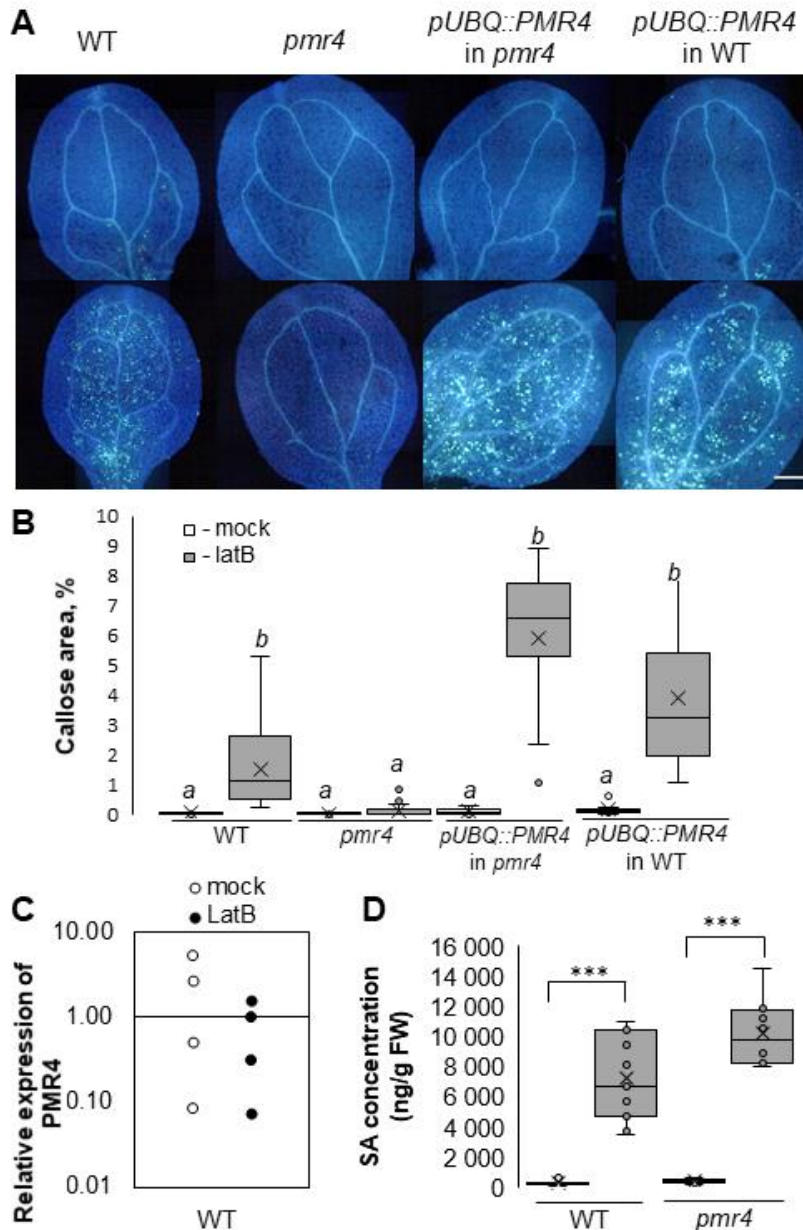 A
WT
pmr4
pUBQ::PMR4
in pmr4
pUBQ::PMR4
in WT
B
Callose area, %
10
9
8
7
6
5
4
3
2
1
0
- mock
- latB
a
b
a
a
a
b
a
b
WT
pmr4
pUBQ::PMR4
in pmr4
pUBQ::PMR4
in WT
C
mock
LatB
Relative expression of
PMR4
10.00
1.00
0.10
0.01
WT
D
SA concentration
(ng/g FW)
16 000
14 000
12 000
10 000
8 000
6 000
4 000
2 000
0
***
***
WT
pmr4